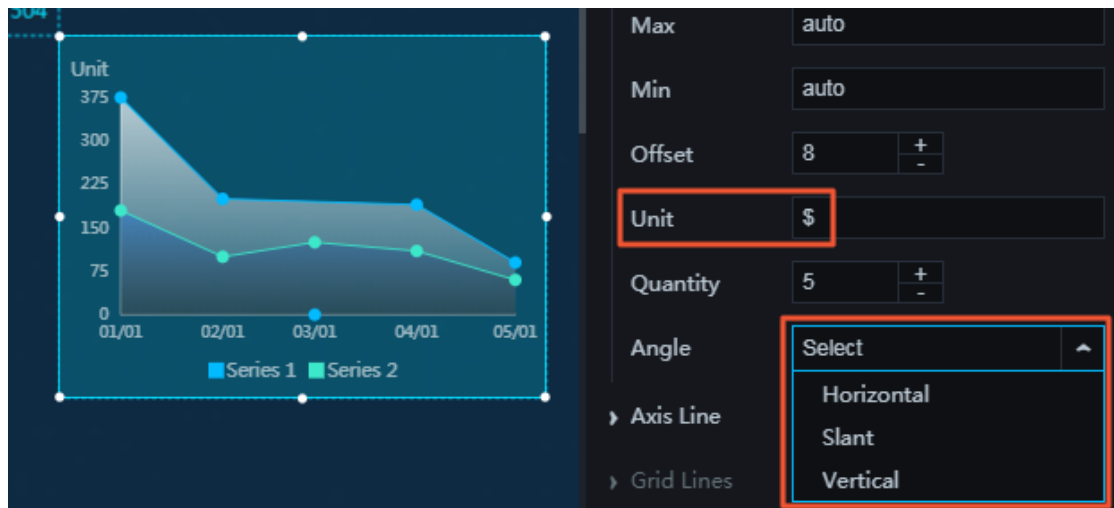 504
Unit
375
300
225
150
75
0
01/01 02/01 03/01 04/01 05/01
Series 1 Series 2
Max auto
Min auto
Offset 8 + -
Unit $
Quantity 5 + -
Angle Select
Horizontal
Slant
Vertical
Axis Line
Grid Lines